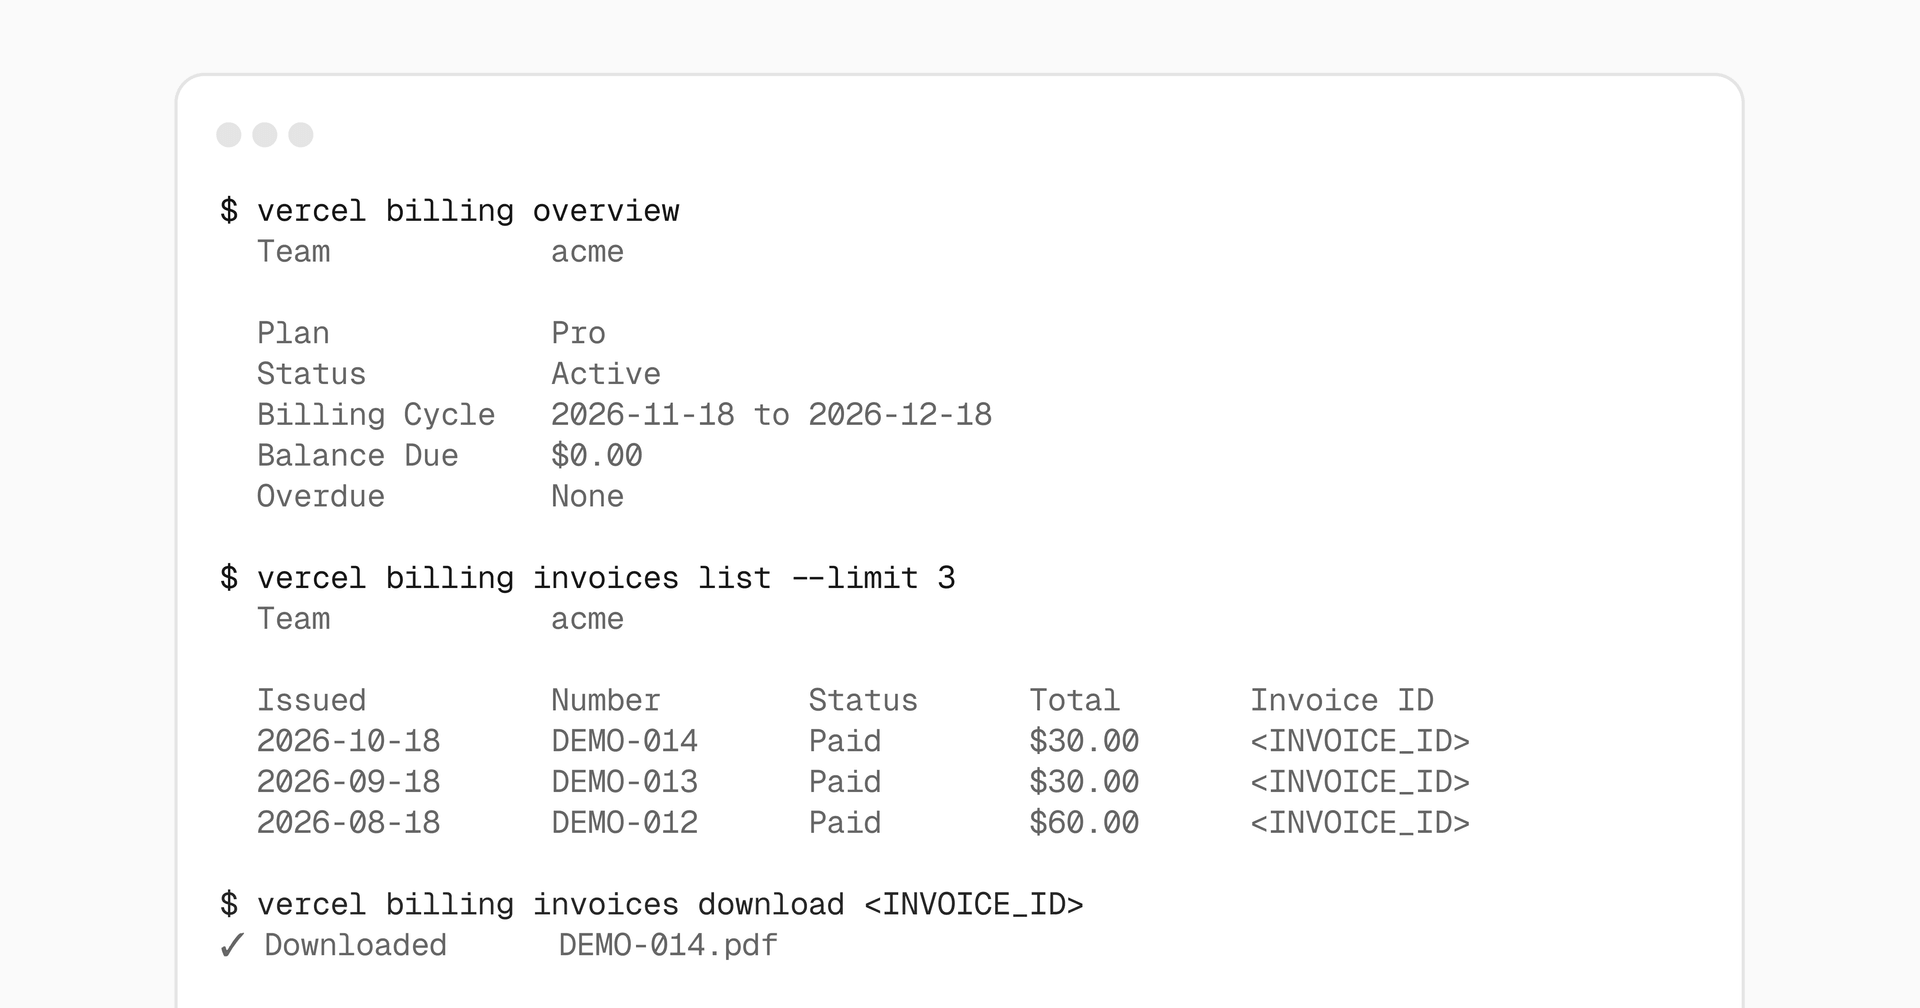 $ vercel billing overview
Team acme
Plan Pro
Status Active
Billing Cycle 2026-11-18 to 2026-12-18
Balance Due $0.00
Overdue None
$ vercel billing invoices list --limit 3
Team acme
Issued Number Status Total Invoice ID
2026-10-18 DEMO-014 Paid $30.00 <INVOICE_ID>
2026-09-18 DEMO-013 Paid $30.00 <INVOICE_ID>
2026-08-18 DEMO-012 Paid $60.00 <INVOICE_ID>
$ vercel billing invoices download <INVOICE_ID>
✓ Downloaded DEMO-014.pdf